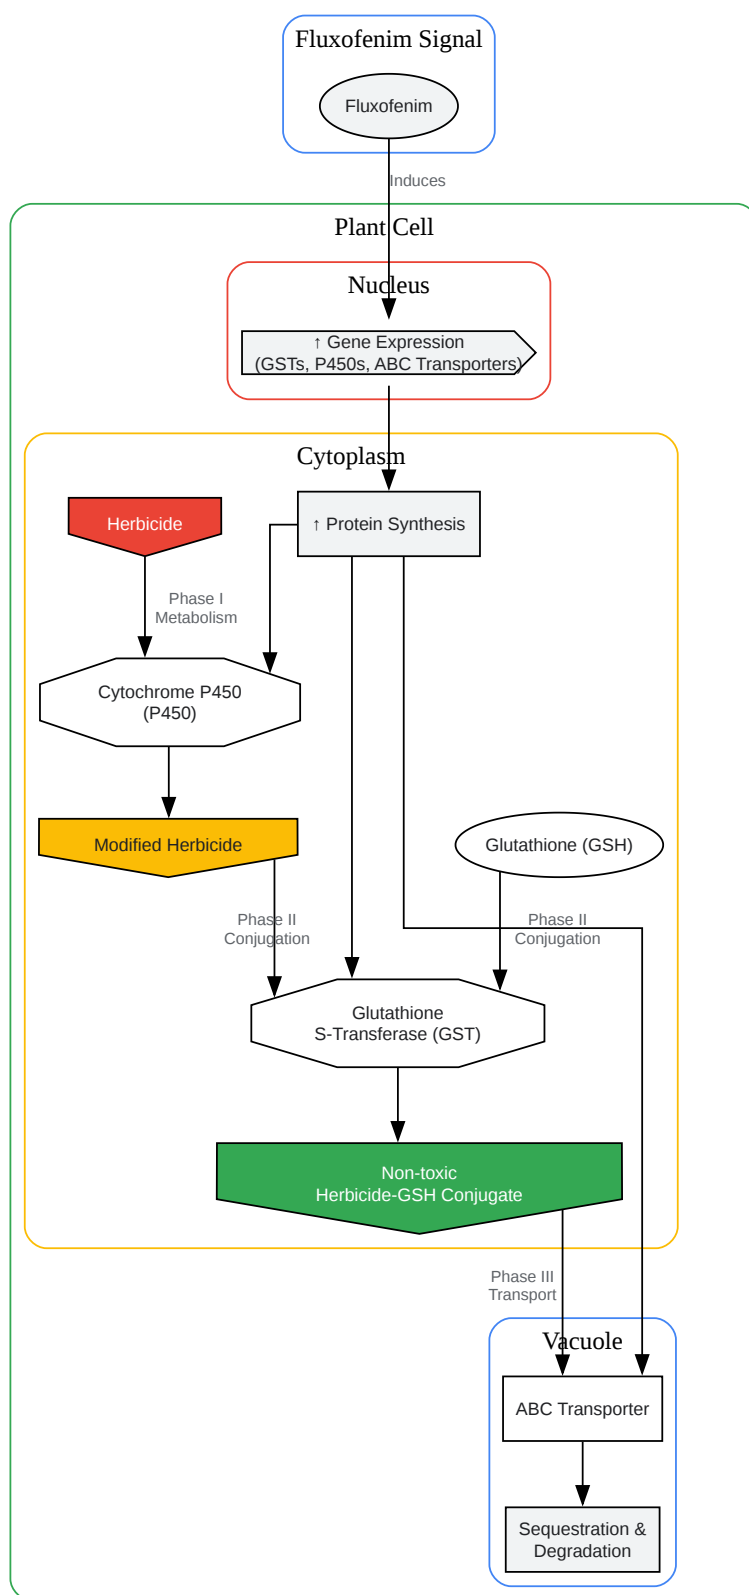 Fluxofenim Signal
Fluxofenim
Induces
Plant Cell
Nucleus
↑ Gene Expression
(GSTs, P450s, ABC Transporters)
Cytoplasm
Herbicide
↑ Protein Synthesis
Phase I
Metabolism
Cytochrome P450
(P450)
Modified Herbicide
Glutathione (GSH)
Phase II
Conjugation
Phase II
Conjugation
Glutathione
S-Transferase (GST)
Non-toxic
Herbicide-GSH Conjugate
Phase III
Transport
Vacuole
ABC Transporter
Sequestration &
Degradation